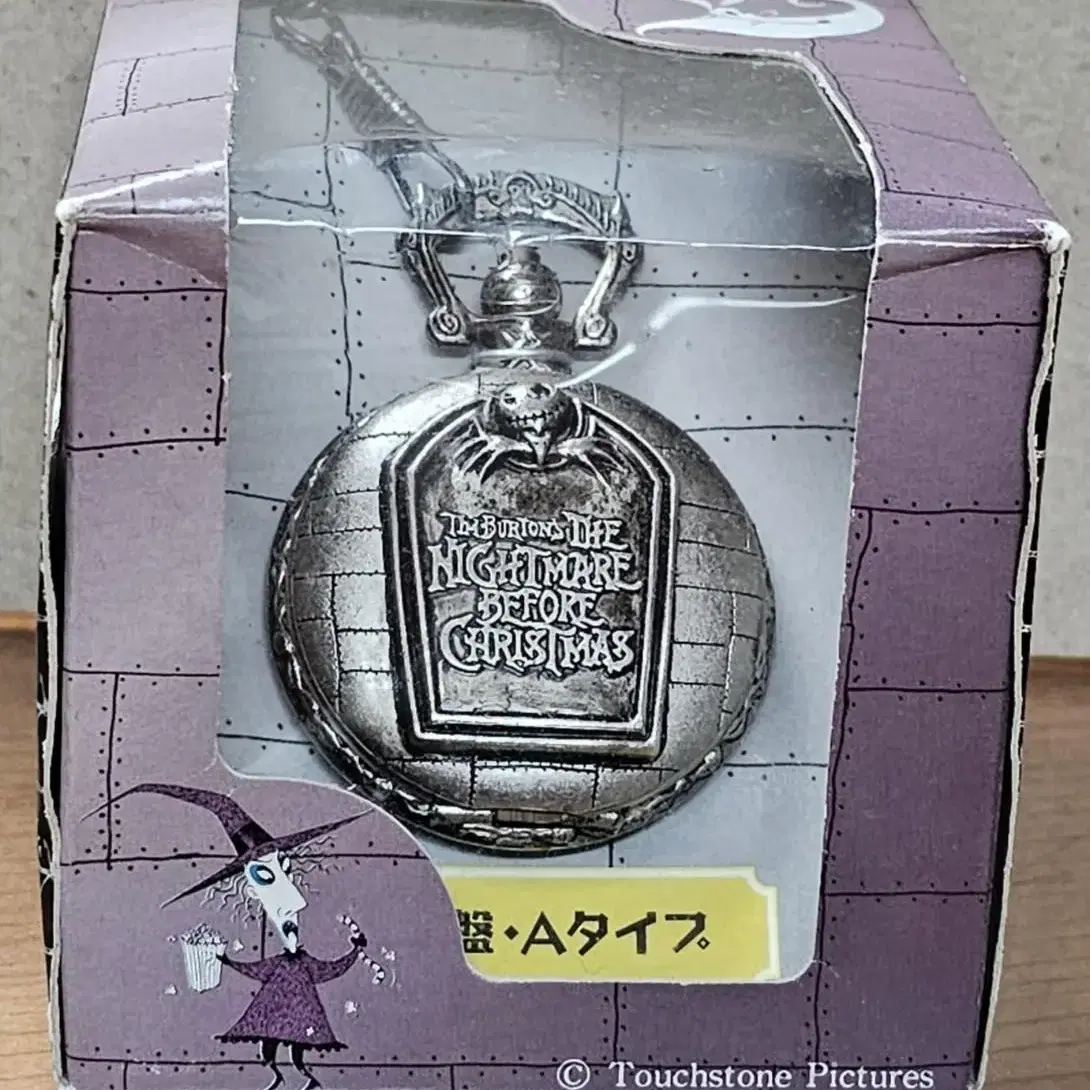 TIM BURTON'S THE
NIGHTMARE
BEFORE
CHRISTMAS
盤・Aタイプ
© Touchstone Pictures